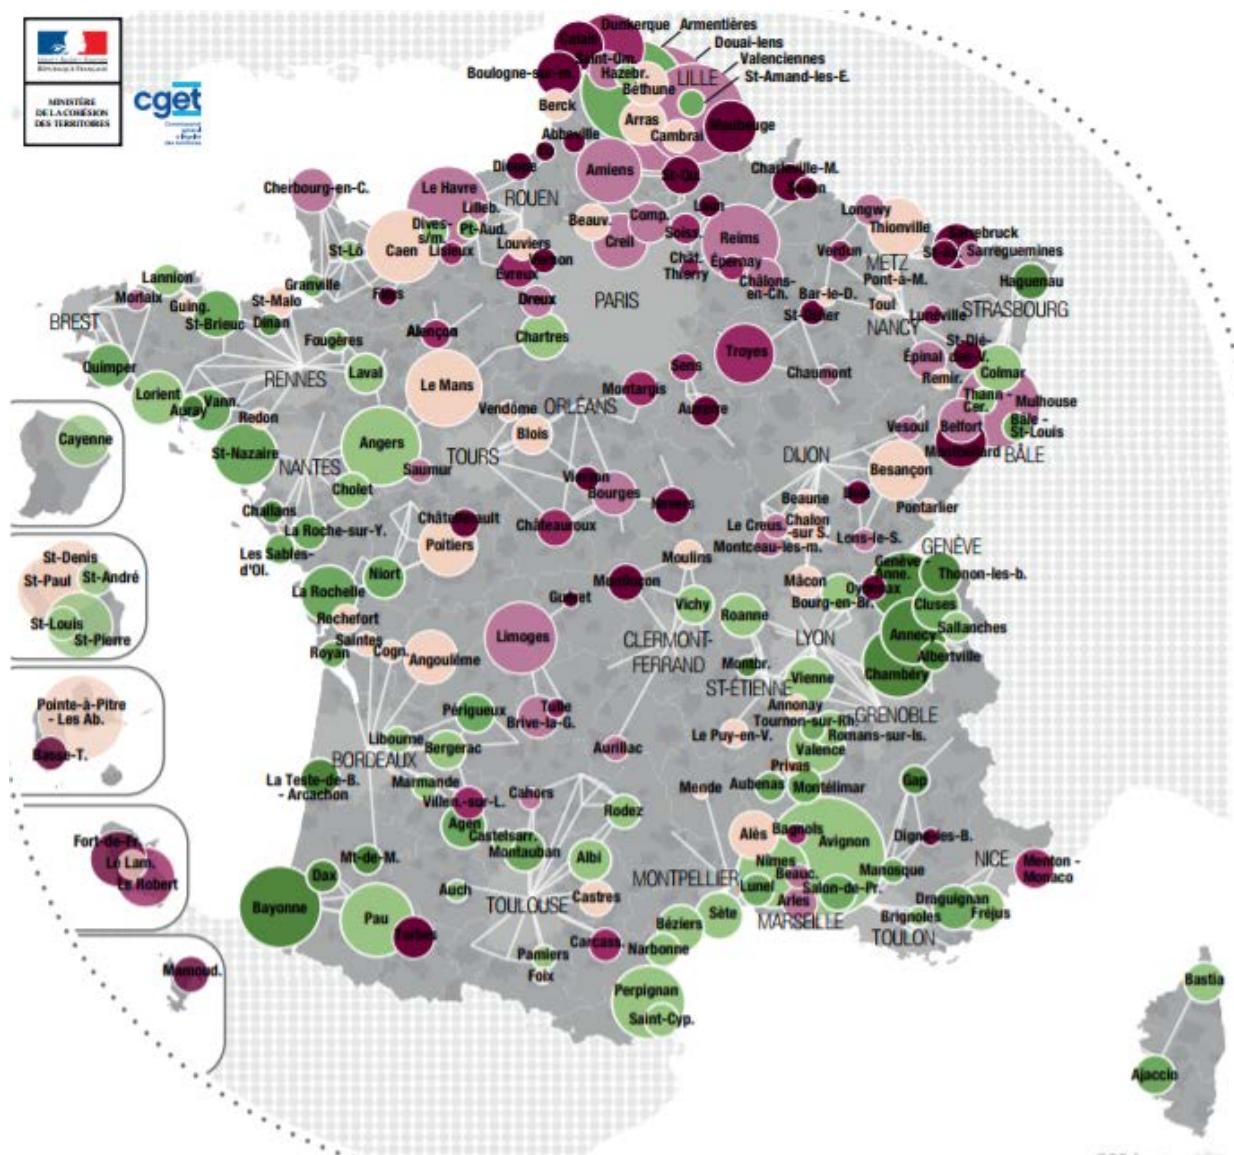 Liberté • Égalité • Fraternité
RÉPUBLIQUE FRANÇAISE
MINISTÈRE
DE LA COHÉSION
DES TERRITOIRES
cget
Dunkerque
Armentières
Calais
Douai-lens
Saint-Om.
Valenciennes
Boulogne-sur-m.
Hazebr.
LILLE
St-Amand-les-E.
Béthune
Berck
Arras
Maubeuge
Abbeville
Cambrai
Dieppe
Eu
Amiens
St-Qu.
Charleville-M.
Sedan
Cherbourg-en-C.
Le Havre
ROUEN
Lilleb.
Laon
Longwy
Dives-
s/m.
Pt-Aud.
Beauv.
Comp.
Soiss.
Thionville
St-Lô
Caen
Lisieux
Louviers
Creil
Reims
Verdun
Sarrebruck
Vernon
Chât.
Thierry
Épernay
METZ
St-Av.
Sarreguemines
Lannion
Granville
Évreux
Châlons-
en-Ch.
Pont-à-M.
Haguenau
Morlaix
Guing.
St-Malo
Flers
Dreux
PARIS
Bar-le-D.
Toul
STRASBOURG
BREST
St-Brieuc
Dinan
Alençon
Chartres
St-Dizier
NANCY
Lunéville
Fougères
Troyes
St-Dié-
des-V.
Quimper
RENNES
Laval
Le Mans
Sens
Chaumont
Épinal
Colmar
Remir.
Lorient
Auray
Vann.
Redon
Vendôme
ORLÉANS
Montargis
Auxerre
Thann -
Cer.
Mulhouse
Cayenne
St-Nazaire
Angers
Blois
Vesoul
Belfort
Bâle -
St-Louis
NANTES
Saumur
TOURS
DIJON
Montbéliard
BÂLE
Cholet
Vierzon
Bourges
Nevers
Besançon
Challans
Châtellerault
Beaune
Dole
Pontarlier
La Roche-sur-Y.
Châteauroux
Le Creus.
Chalon
-sur S.
Les Sables-
d'Ol.
Poitiers
Montceau-les-m.
Lons-le-S.
GENÈVE
St-Denis
Moulins
Genève -
Anne.
St-Paul
St-André
Niort
Montluçon
Mâcon
Oyonnax
Thonon-les-b.
La Rochelle
Guéret
Vichy
Roanne
Bourg-en-Br.
Cluses
St-Louis
Rochefort
Sallanches
St-Pierre
Saintes
Cogn.
Limoges
CLERMONT-
FERRAND
LYON
Annecy
Royan
Angoulême
Montbr.
Albertville
ST-ÉTIENNE
Vienne
Chambéry
Pointe-à-Pitre
- Les Ab.
Périgueux
Tulle
Annonay
GRENOBLE
Brive-la-G.
Tournon-sur-Rh.
Basse-T.
Libourne
Le Puy-en-V.
Romans-sur-Is.
BORDEAUX
Bergerac
Aurillac
Valence
La Teste-de-B.
- Arcachon
Marmande
Cahors
Privas
Gap
Villen.-sur-L.
Mende
Aubenas
Montélimar
Rodez
Fort-de-Fr.
Agen
Castelsarr.
Alès
Bagnols
Avignon
Digne-les-B.
Le Lam.
Mt-de-M.
Montauban
Albi
Nîmes
NICE
Menton -
Monaco
Le Robert
Dax
MONTPELLIER
Beauc.
Manosque
Auch
Lunel
Salon-de-Pr.
Draguignan
Bayonne
Pau
TOULOUSE
Castres
Sète
Arles
MARSEILLE
Brignoles
Fréjus
Tarbes
Béziers
TOULON
Carcass.
Narbonne
Mamoud.
Pamiers
Foix
Perpignan
Bastia
Saint-Cyp.
Ajaccio